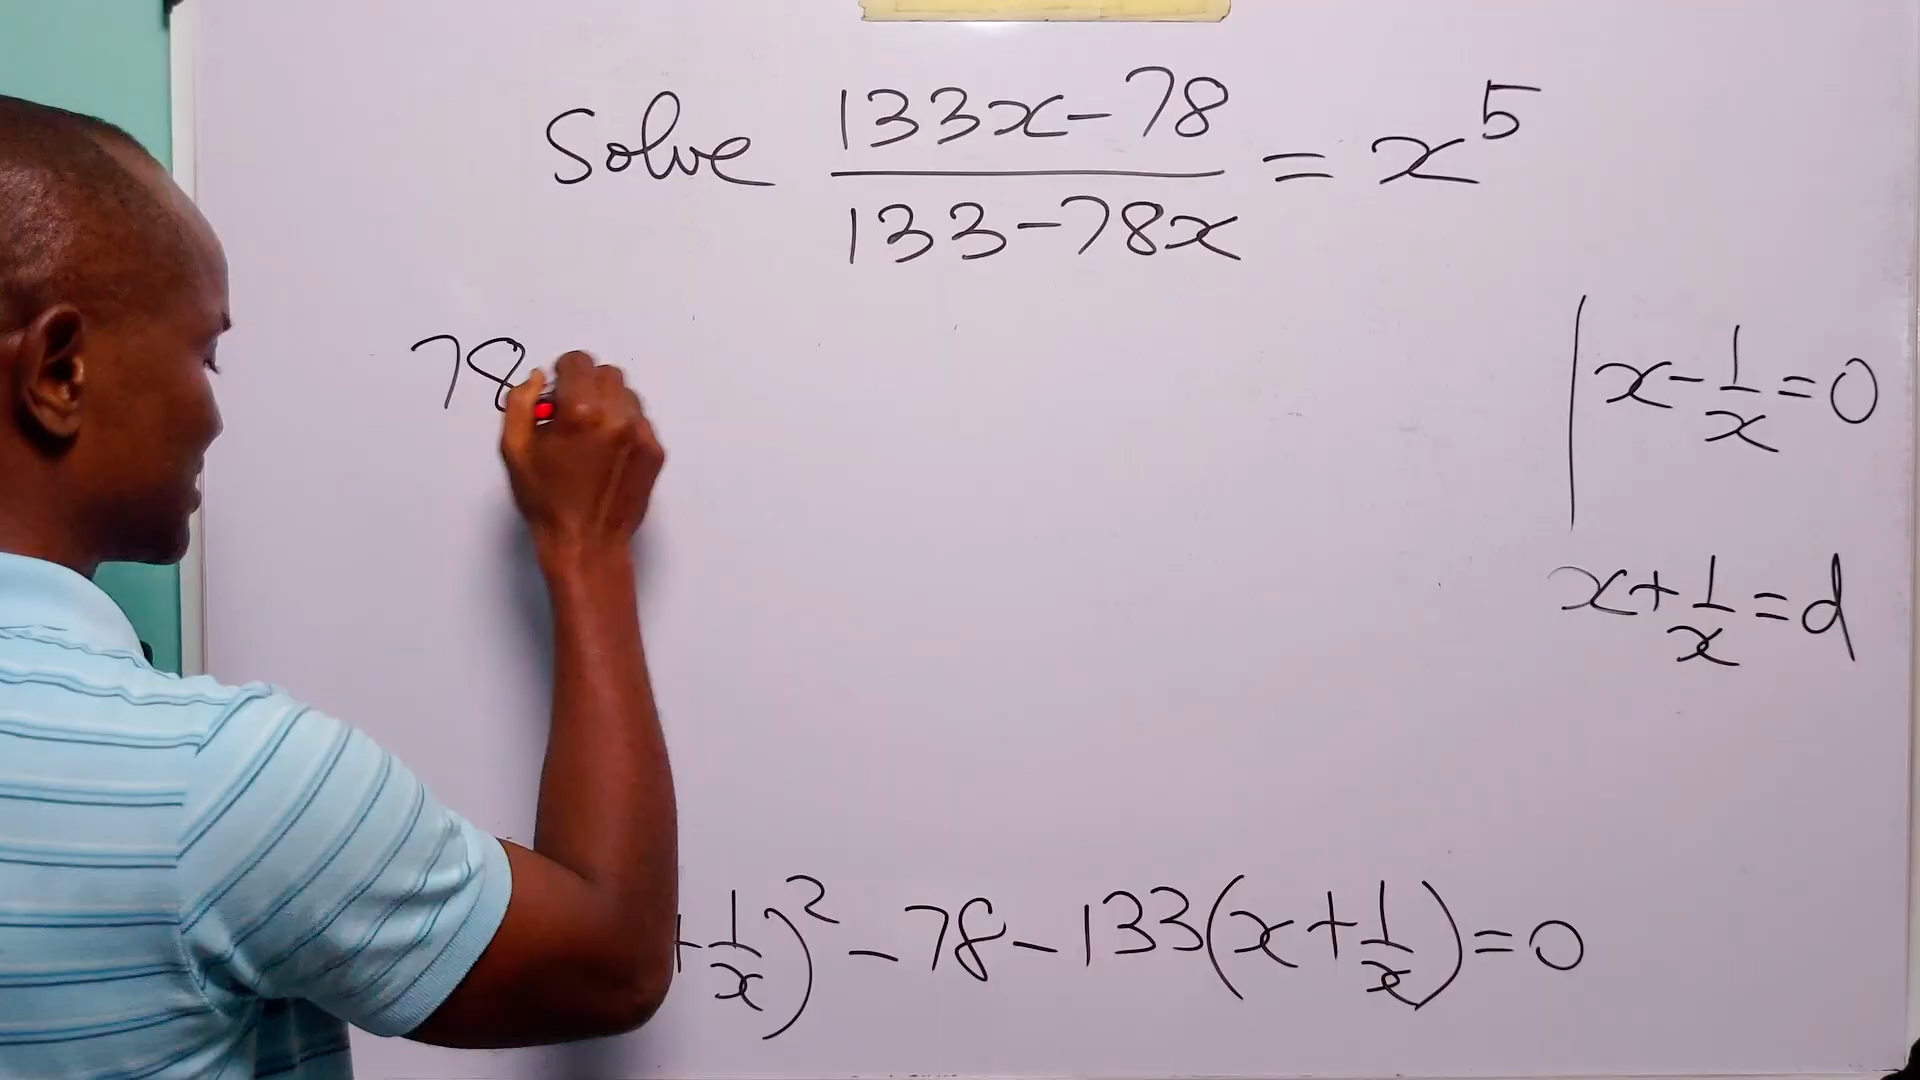 Solve (133x-78)/(133-78x) = x^5
78
x - 1/x = 0
x + 1/x = d
+ 1/x)^2 - 78 - 133(x + 1/x) = 0